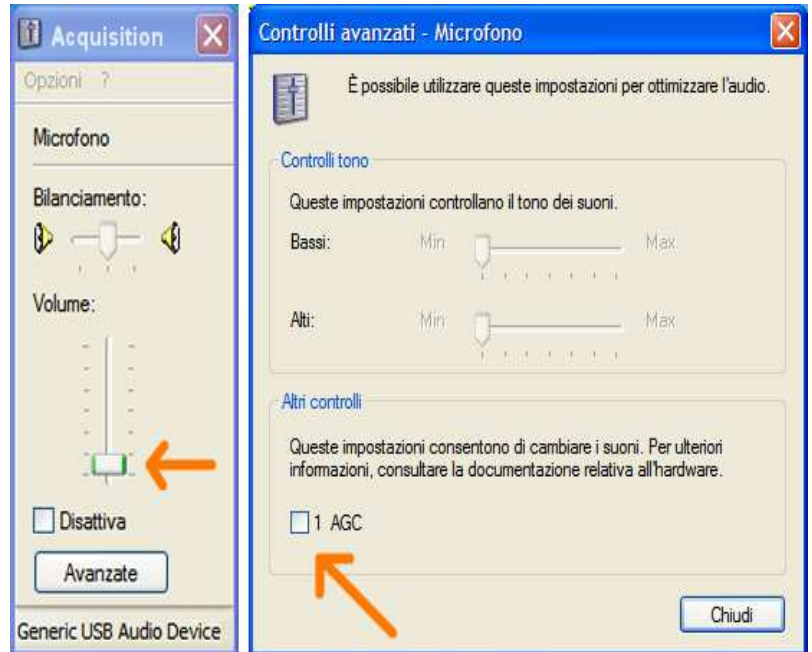 Acquisition
Opzioni ?
Microfono
Bilanciamento:
Volume:
Disattiva
Avanzate
Generic USB Audio Device
Controlli avanzati - Microfono
È possibile utilizzare queste impostazioni per ottimizzare l'audio.
Controlli tono
Queste impostazioni controllano il tono dei suoni.
Bassi: Min Max
Alti: Min Max
Altri controlli
Queste impostazioni consentono di cambiare i suoni. Per ulteriori
informazioni, consultare la documentazione relativa all'hardware.
1 AGC
Chiudi